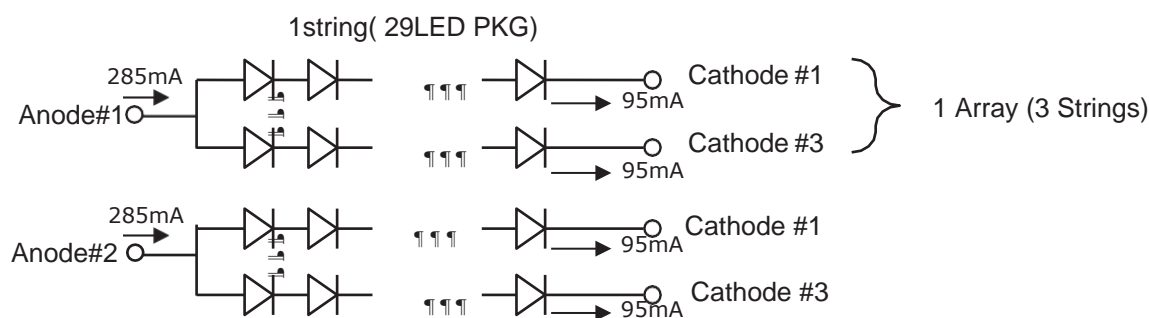 1string( 29LED PKG)
285mA
Anode#1
¶ ¶ ¶
¶ ¶ ¶
95mA
Cathode #1
¶ ¶ ¶
95mA
Cathode #3
1 Array (3 Strings)
285mA
Anode#2
¶ ¶ ¶
¶ ¶ ¶
95mA
Cathode #1
¶ ¶ ¶
95mA
Cathode #3